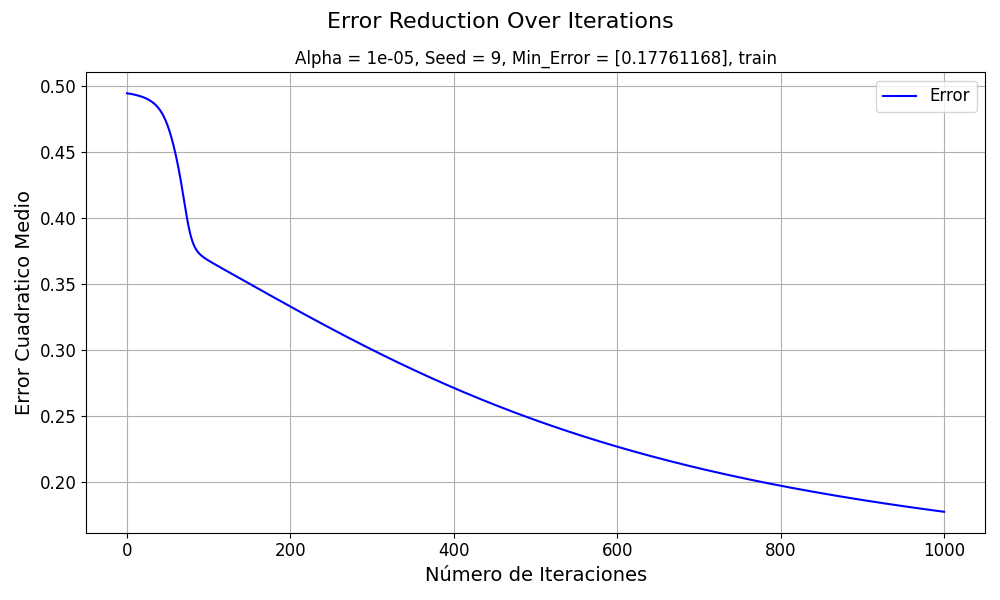 Error Reduction Over Iterations
Alpha = 1e-05, Seed = 9, Min_Error = [0.17761168], train
Error
Error Cuadratico Medio
0.50
0.45
0.40
0.35
0.30
0.25
0.20
0
200
400
600
800
1000
Número de Iteraciones